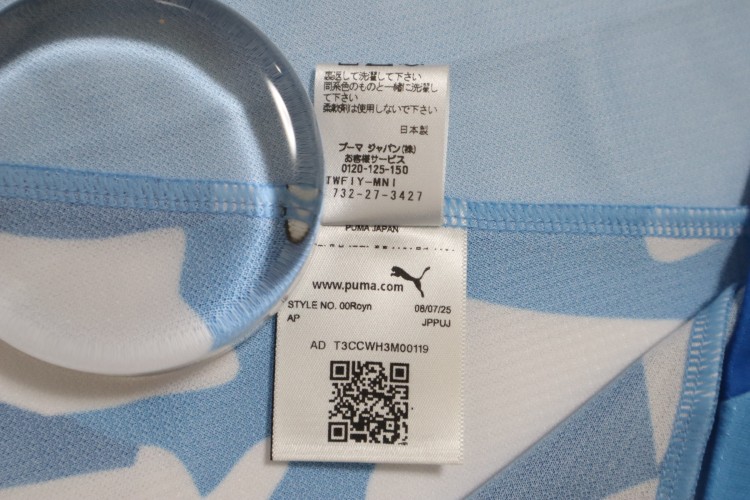 裏返して洗濯して下さい
同系色のものと一緒に洗濯し
て下さい
柔軟剤は使用しないで下さい
日本製
プーマ ジャパン(株)
お客様サービス
0120-125-150
TWFIY-MNI
732-27-3427
PUMA JAPAN
www.puma.com
STYLE NO. 00Royn 08/07/25
AP JPPUJ
AD T3CCWH3M00119